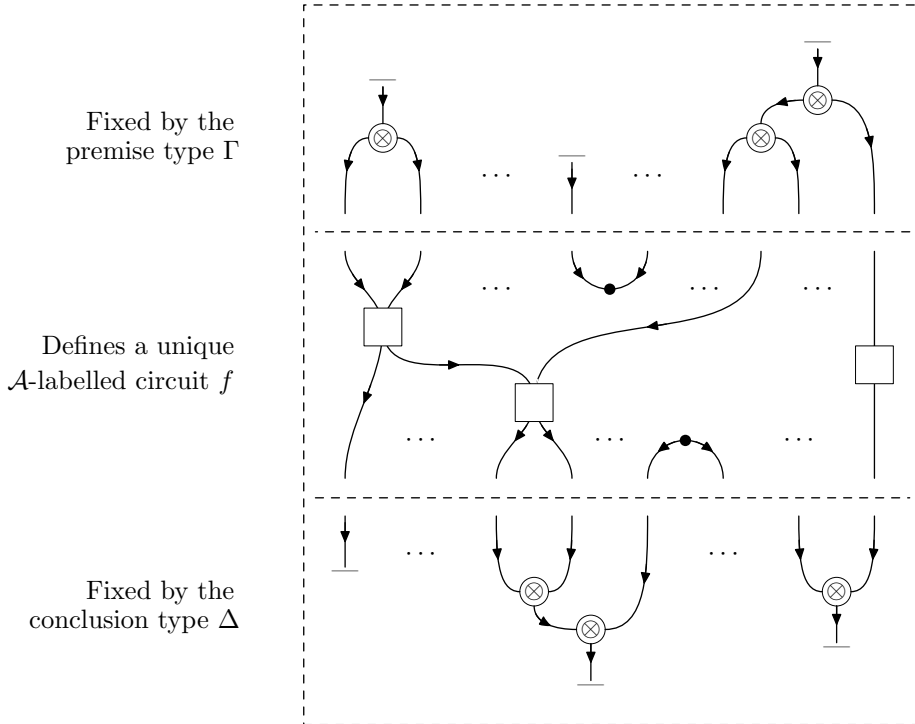 Fixed by the
premise type Γ
⊗
⊗
⊗
···
···
Defines a unique
𝒜-labelled circuit f
···
···
···
···
···
···
Fixed by the
conclusion type Δ
···
···
⊗
⊗
⊗